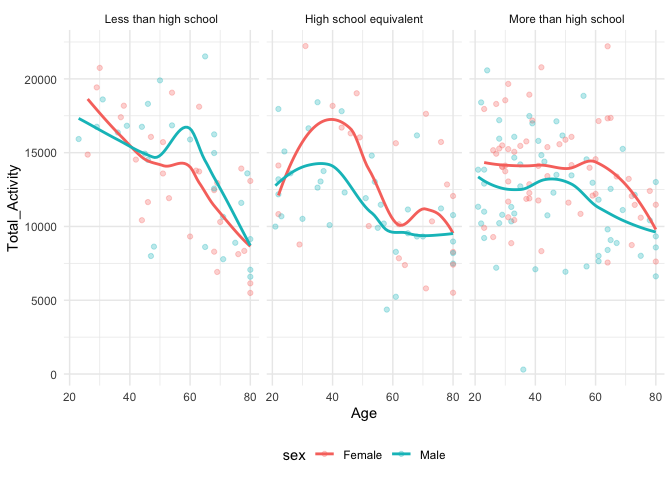 Less than high school High school equivalent More than high school
20000
15000
10000
5000
0
Total_Activity
20 40 60 80 20 40 60 80 20 40 60 80
Age
sex Female Male